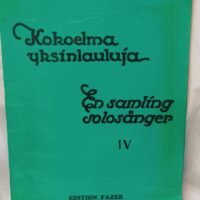 Kokoelma
yksinlauluja
En samling
solosånger
IV
EDITION FAZER